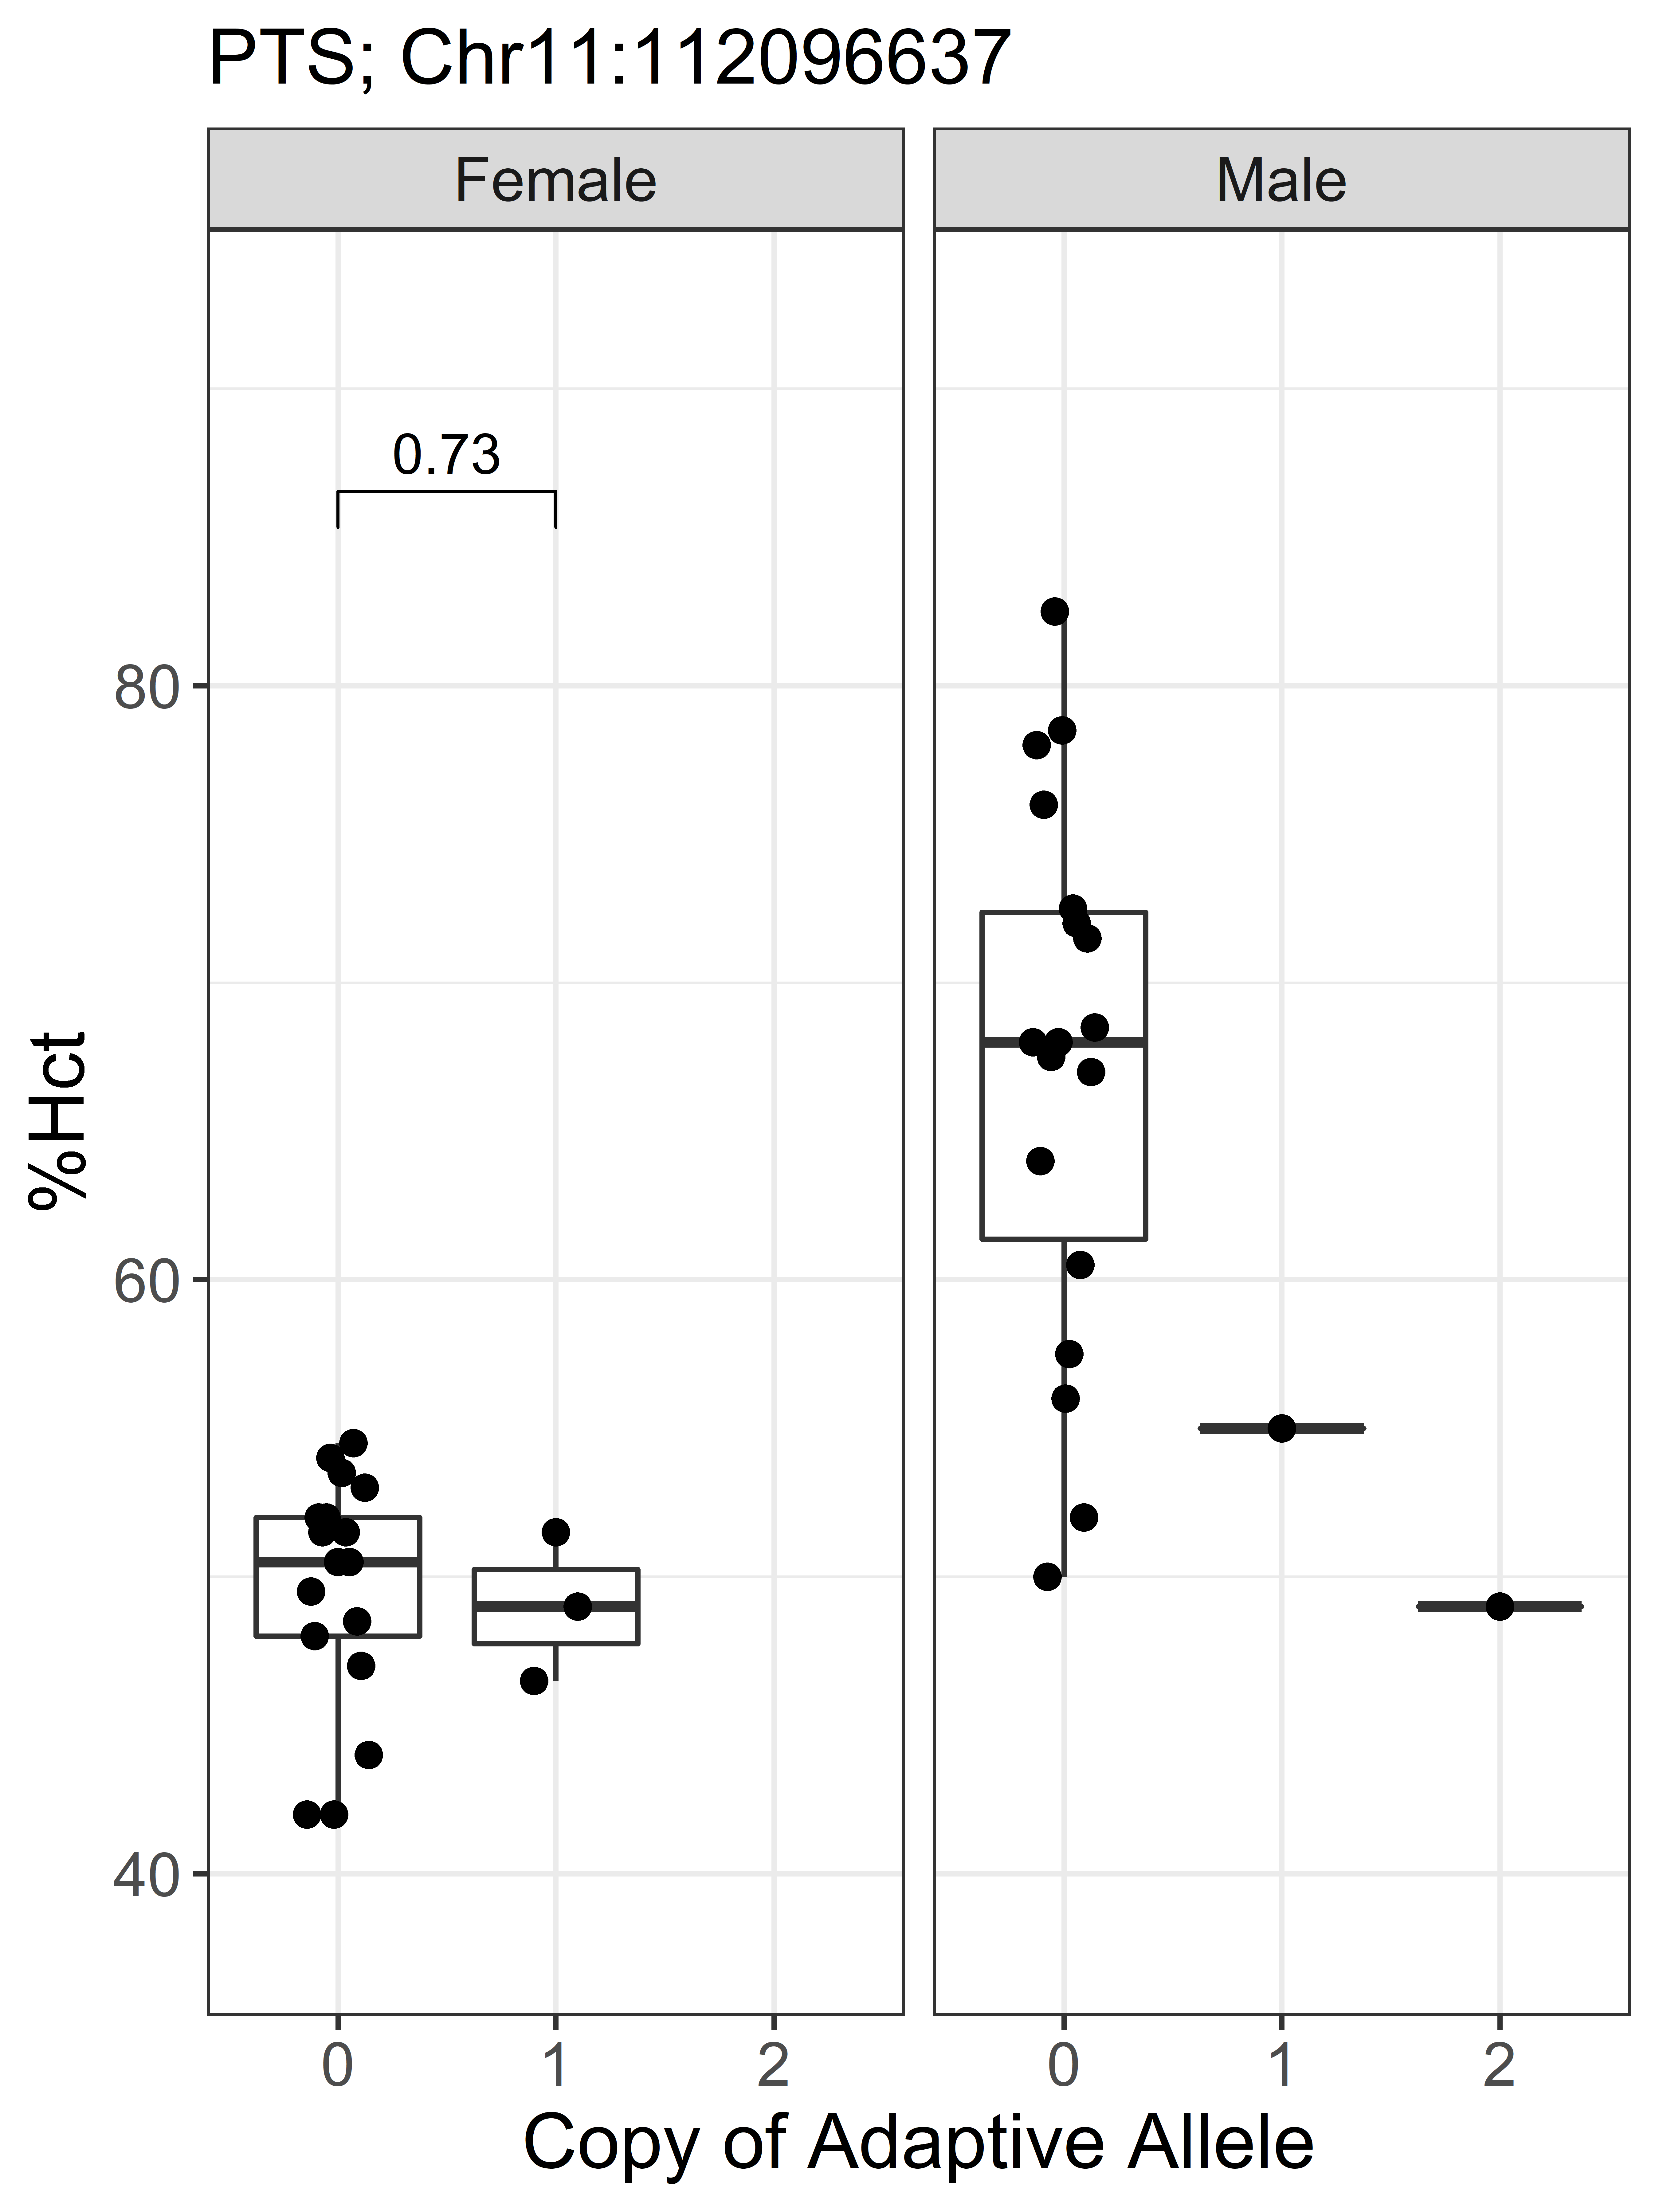 PTS; Chr11:112096637
Female
Male
0.73
80
60
40
%Hct
0 1 2
0 1 2
Copy of Adaptive Allele